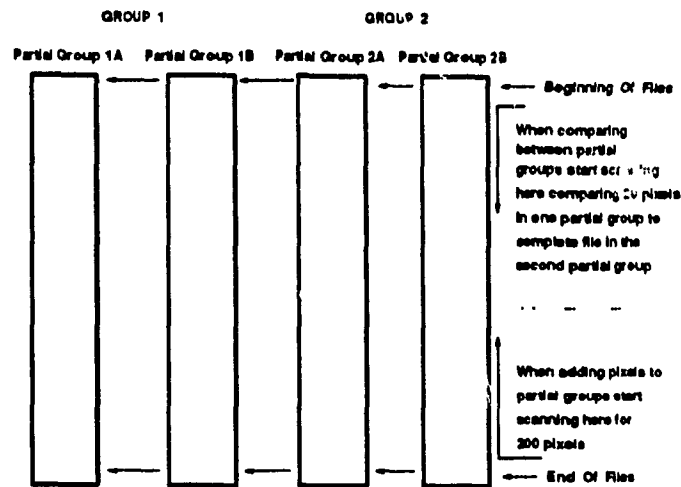 GROUP 1
GROUP 2
Partial Group 1A
Partial Group 1B
Partial Group 2A
Partial Group 2B
Beginning Of Files
When comparing
between partial
groups start
here comparing 20 pixels
In one partial group to
complete file in the
second partial group
When adding pixels to
partial groups start
scanning here for
200 pixels
End Of Files